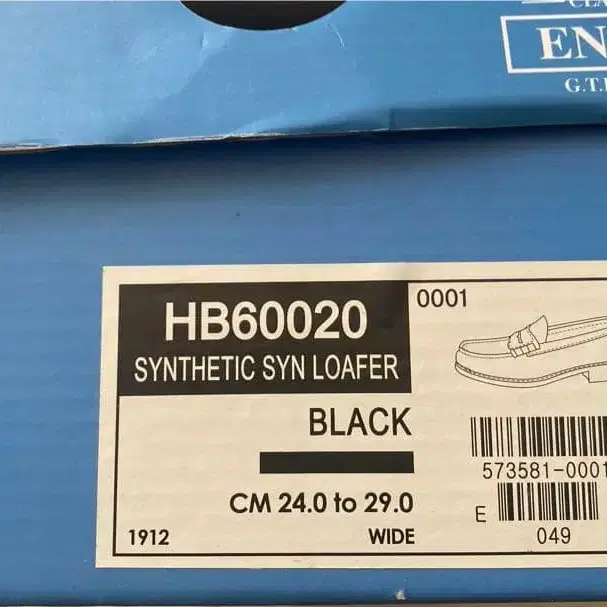 EN
G.T.
HB60020
0001
SYNTHETIC SYN LOAFER
BLACK
573581-0001
CM 24.0 to 29.0
E
1912
WIDE
049